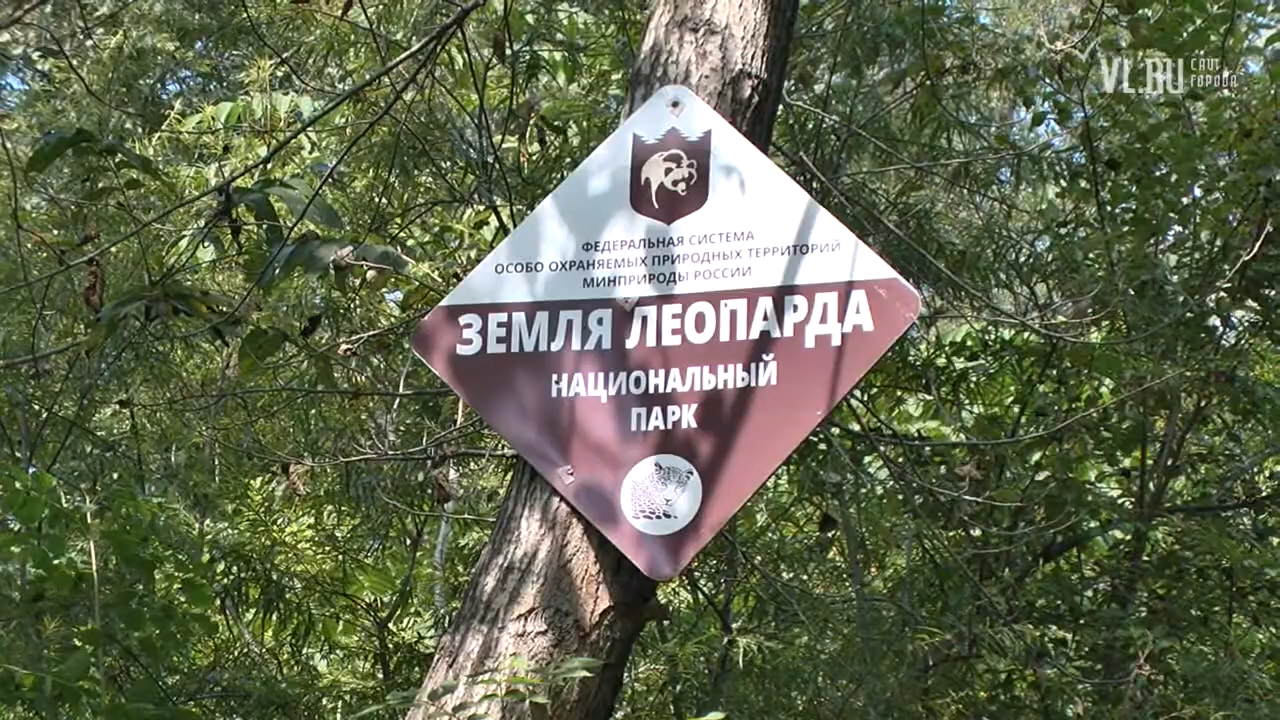 VL.RU САЙТ
ГОРОДА
ФЕДЕРАЛЬНАЯ СИСТЕМА
ОСОБО ОХРАНЯЕМЫХ ПРИРОДНЫХ ТЕРРИТОРИЙ
МИНПРИРОДЫ РОССИИ
ЗЕМЛЯ ЛЕОПАРДА
НАЦИОНАЛЬНЫЙ
ПАРК